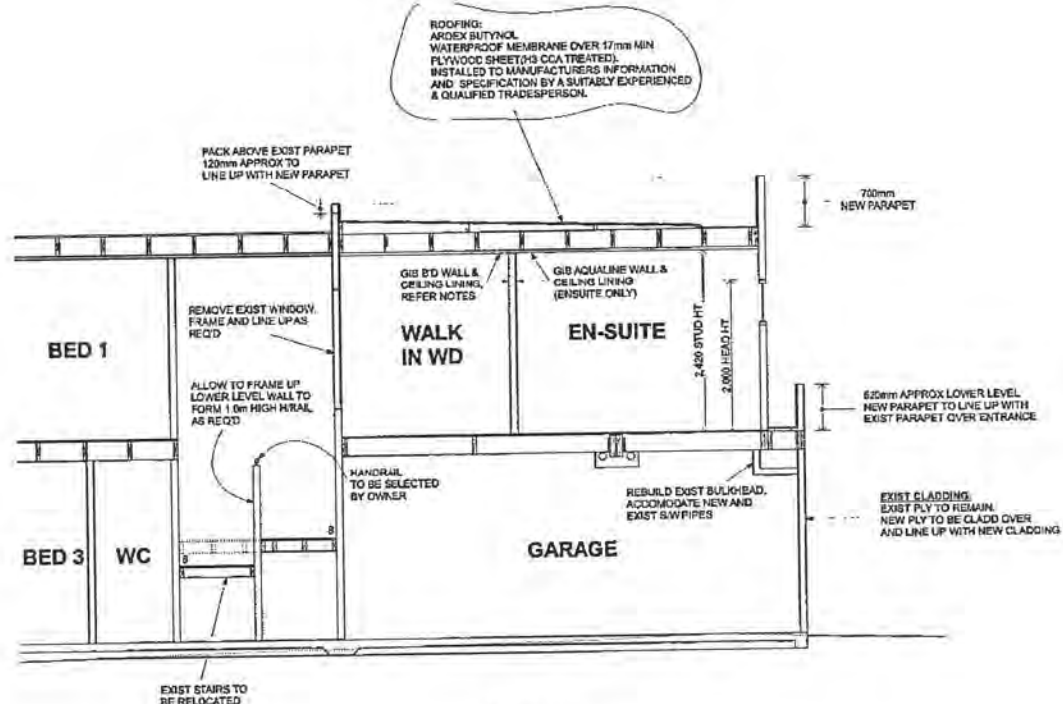 ROOFING:
ARDEX BUTYNOL
WATERPROOF MEMBRANE OVER 17mm MIN
PLYWOOD SHEET(H3 CCA TREATED).
INSTALLED TO MANUFACTURERS INFORMATION
AND SPECIFICATION BY A SUITABLY EXPERIENCED
& QUALIFIED TRADESPERSON.
PACK ABOVE EXIST PARAPET
120mm APPROX TO
LINE UP WITH NEW PARAPET
700mm
NEW PARAPET
GIB B'D WALL &
CEILING LINING,
REFER NOTES
GIB AQUALINE WALL &
CEILING LINING
(ENSUITE ONLY)
REMOVE EXIST WINDOW,
FRAME AND LINE UP AS
REQ'D
BED 1
WALK
IN WD
EN-SUITE
2,420 STUD HT
2,000 HEAD HT
ALLOW TO FRAME UP
LOWER LEVEL WALL TO
FORM 1.0m HIGH H/RAIL
AS REQ'D
620mm APPROX LOWER LEVEL
NEW PARAPET TO LINE UP WITH
EXIST PARAPET OVER ENTRANCE
HANDRAIL
TO BE SELECTED
BY OWNER
REBUILD EXIST BULKHEAD,
ACCOMODATE NEW AND
EXIST S/W PIPES
EXIST CLADDING:
EXIST PLY TO REMAIN.
NEW PLY TO BE CLADD OVER
AND LINE UP WITH NEW CLADDING
BED 3
WC
GARAGE
EXIST STAIRS TO
BE RELOCATED